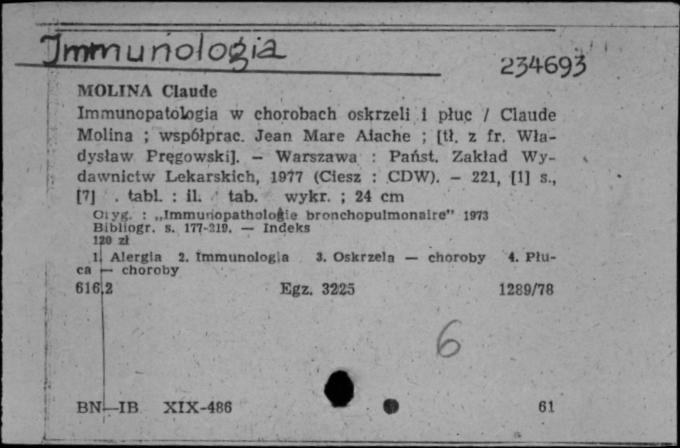 Immunologia
234693
MOLINA Claude
Immunopatologia w chorobach oskrzeli i płuc / Claude
Molina ; współprac. Jean Mare Aiache ; [tł. z fr. Wła-
dysław Pręgowski]. — Warszawa : Państ. Zakład Wy-
dawnictw Lekarskich, 1977 (Ciesz : CDW). — 221, [1] s.,
[7] . tabl. : il. tab. wykr. ; 24 cm
Oryg. : „Immunopathologie bronchopulmonaire" 1973
Bibliogr. s. 177-219. — Indeks
120 zł
1. Alergia 2. Immunologia 3. Oskrzela — choroby 4. Płu-
ca — choroby
616.2 Egz. 3225 1289/78
6
BN—IB XIX-486 61